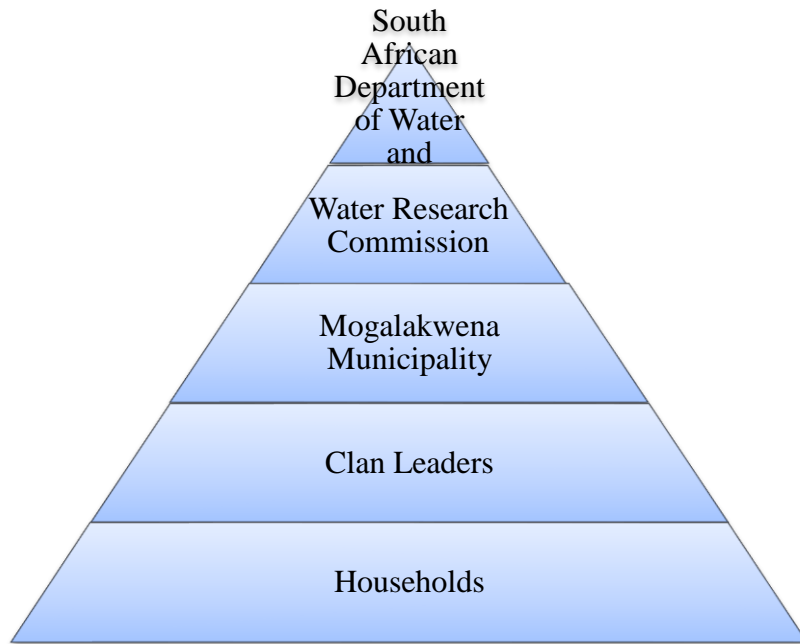 South
African
Department
of Water
and
Water Research
Commission
Mogalakwena
Municipality
Clan Leaders
Households